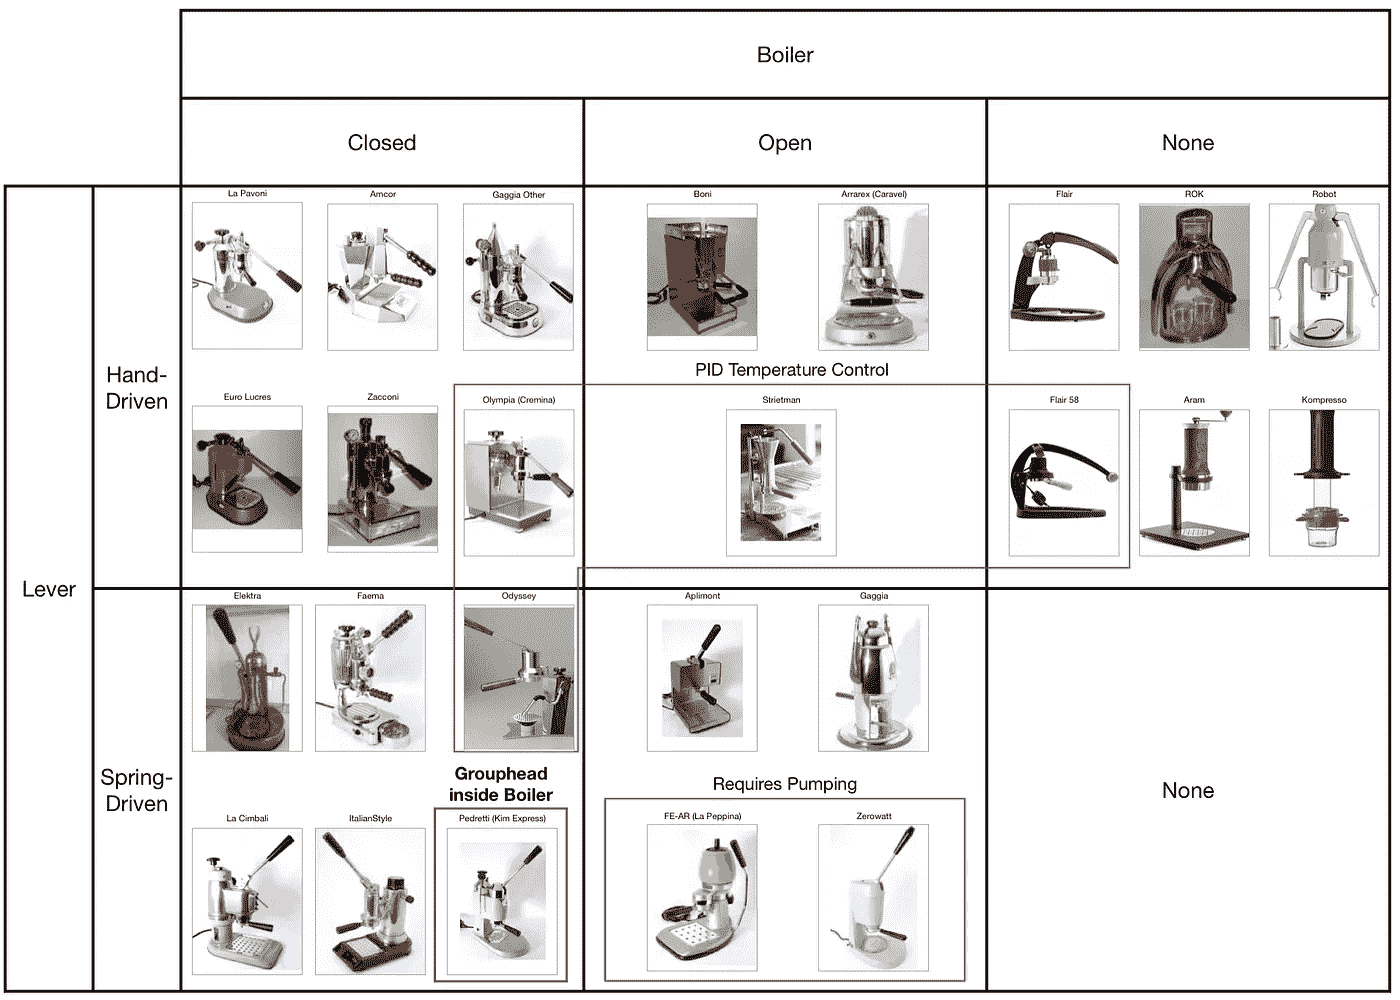 Boiler
Closed
Open
None
Lever
Hand-
Driven
La Pavoni
Amcor
Gaggia Other
Boni
Ararex (Caravel)
Flair
ROK
Robot
PID Temperature Control
Euro Lucres
Zacconi
Olympia (Cremina)
Strietman
Flair 58
Aram
Kompresso
Spring-
Driven
Elektra
Faema
Odyssey
Aplimont
Gaggia
None
Grouphead
inside Boiler
Requires Pumping
La Cimbali
ItalianStyle
Pedretti (Kim Express)
FE-AR (La Peppina)
Zerowatt